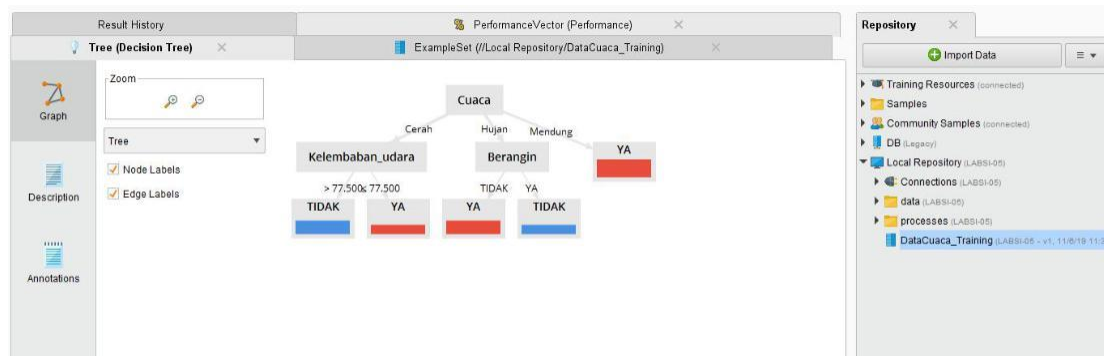 Result History
PerformanceVector (Performance)
Repository
Tree (Decision Tree)
ExampleSet (//Local Repository/DataCuaca_Training)
Import Data
Graph
Description
Annotations
Zoom
Tree
Node Labels
Edge Labels
Cuaca
Cerah Hujan Mendung
Kelembaban_udara Berangin YA
> 77.500 ≤ 77.500 TIDAK YA
TIDAK YA YA TIDAK
Training Resources (connected)
Samples
Community Samples (connected)
DB (Legacy)
Local Repository (LABSI-05)
Connections (LABSI-05)
data (LABSI-05)
processes (LABSI-05)
DataCuaca_Training (LABSI-05 - v1, 11/6/19 11: